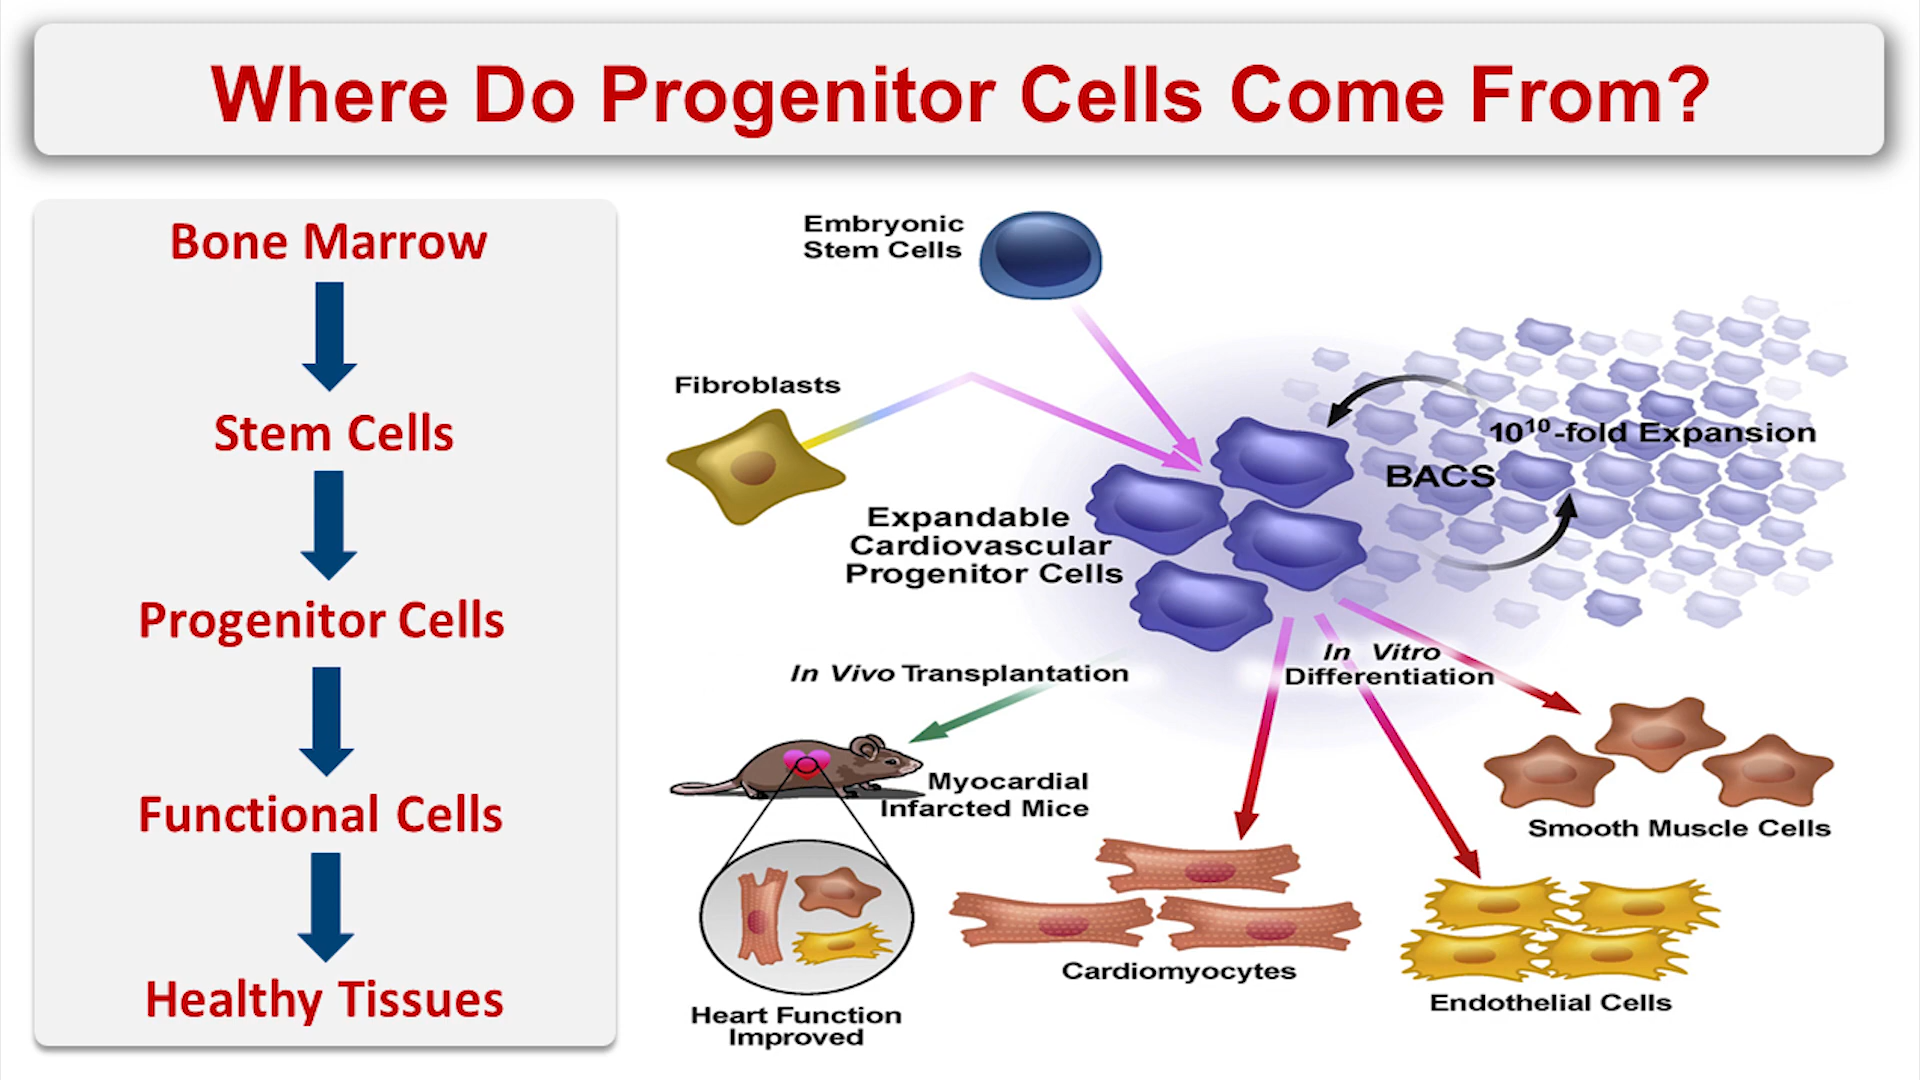 Where Do Progenitor Cells Come From?
Bone Marrow
Stem Cells
Progenitor Cells
Functional Cells
Healthy Tissues
Embryonic
Stem Cells
Fibroblasts
10¹⁰-fold Expansion
BACS
Expandable
Cardiovascular
Progenitor Cells
In Vivo Transplantation
In Vitro
Differentiation
Myocardial
Infarcted Mice
Heart Function
Improved
Cardiomyocytes
Endothelial Cells
Smooth Muscle Cells